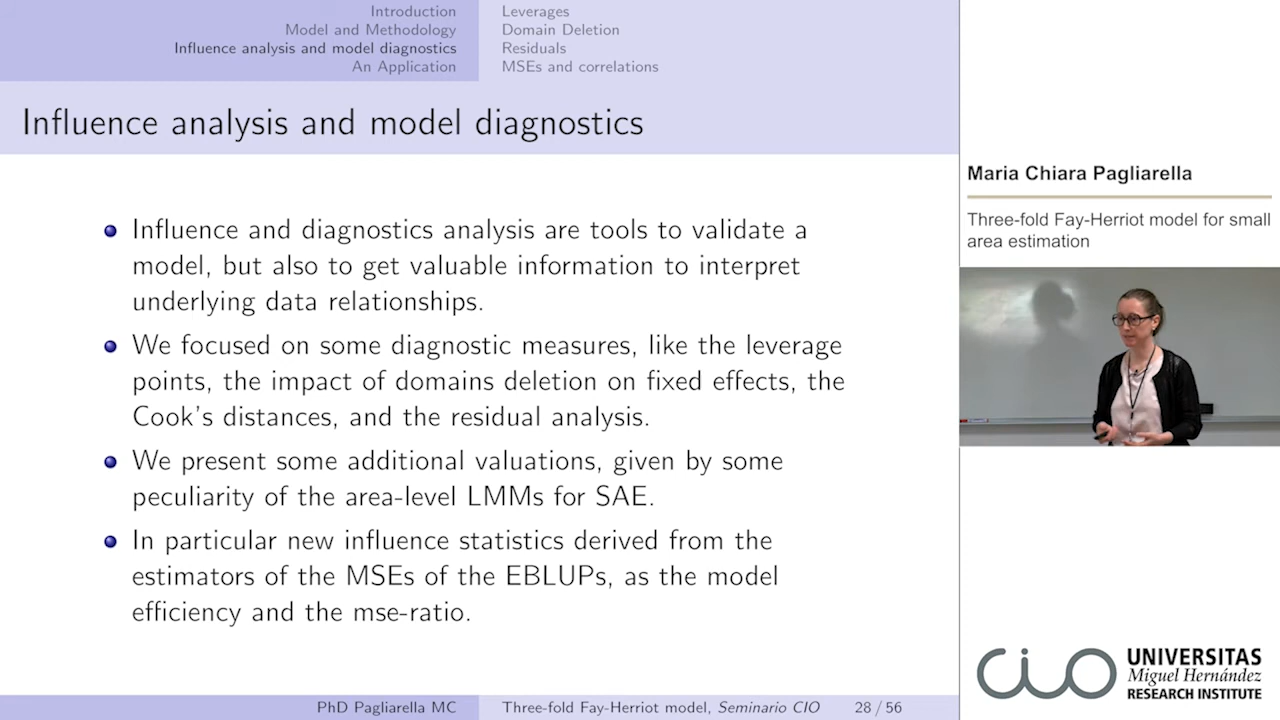 Introduction
Model and Methodology
Influence analysis and model diagnostics
An Application
Leverages
Domain Deletion
Residuals
MSEs and correlations
Influence analysis and model diagnostics
Influence and diagnostics analysis are tools to validate a
model, but also to get valuable information to interpret
underlying data relationships.
We focused on some diagnostic measures, like the leverage
points, the impact of domains deletion on fixed effects, the
Cook's distances, and the residual analysis.
We present some additional valuations, given by some
peculiarity of the area-level LMMs for SAE.
In particular new influence statistics derived from the
estimators of the MSEs of the EBLUPs, as the model
efficiency and the mse-ratio.
PhD Pagliarella MC
Three-fold Fay-Herriot model, Seminario CIO
28 / 56
Maria Chiara Pagliarella
Three-fold Fay-Herriot model for small
area estimation
cio
UNIVERSITAS
Miguel Hernández
RESEARCH INSTITUTE